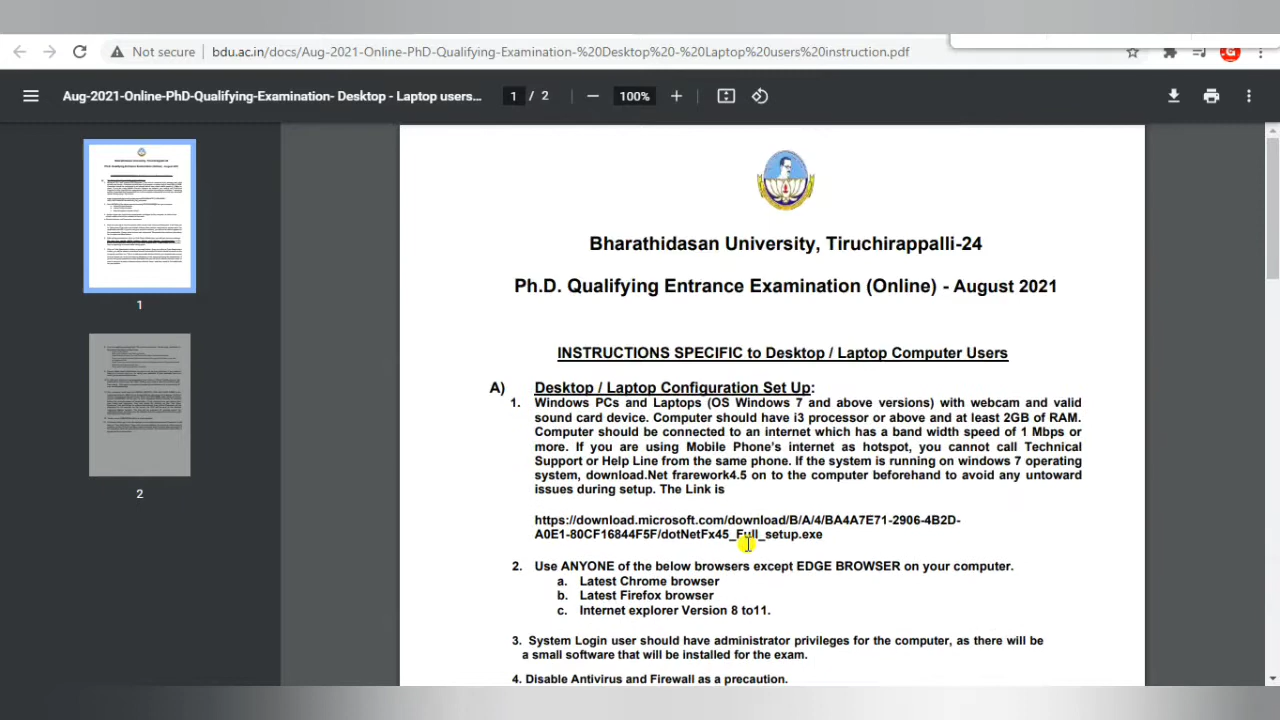 Not secure
bdu.ac.in/docs/Aug-2021-Online-PhD-Qualifying-Examination-%20Desktop%20-%20Laptop%20users%20instruction.pdf
Aug-2021-Online-PhD-Qualifying-Examination- Desktop - Laptop users...
1 / 2
100%
G
1
2
Bharathidasan University, Tiruchirappalli-24
Ph.D. Qualifying Entrance Examination (Online) - August 2021
INSTRUCTIONS SPECIFIC to Desktop / Laptop Computer Users
A) Desktop / Laptop Configuration Set Up:
1. Windows PCs and Laptops (OS Windows 7 and above versions) with webcam and valid
sound card device. Computer should have i3 processor or above and at least 2GB of RAM.
Computer should be connected to an internet which has a band width speed of 1 Mbps or
more. If you are using Mobile Phone's internet as hotspot, you cannot call Technical
Support or Help Line from the same phone. If the system is running on windows 7 operating
system, download.Net frarework4.5 on to the computer beforehand to avoid any untoward
issues during setup. The Link is
https://download.microsoft.com/download/B/A/4/BA4A7E71-2906-4B2D-
A0E1-80CF16844F5F/dotNetFx45_Full_setup.exe
2. Use ANYONE of the below browsers except EDGE BROWSER on your computer.
a. Latest Chrome browser
b. Latest Firefox browser
c. Internet explorer Version 8 to11.
3. System Login user should have administrator privileges for the computer, as there will be
a small software that will be installed for the exam.
4. Disable Antivirus and Firewall as a precaution.